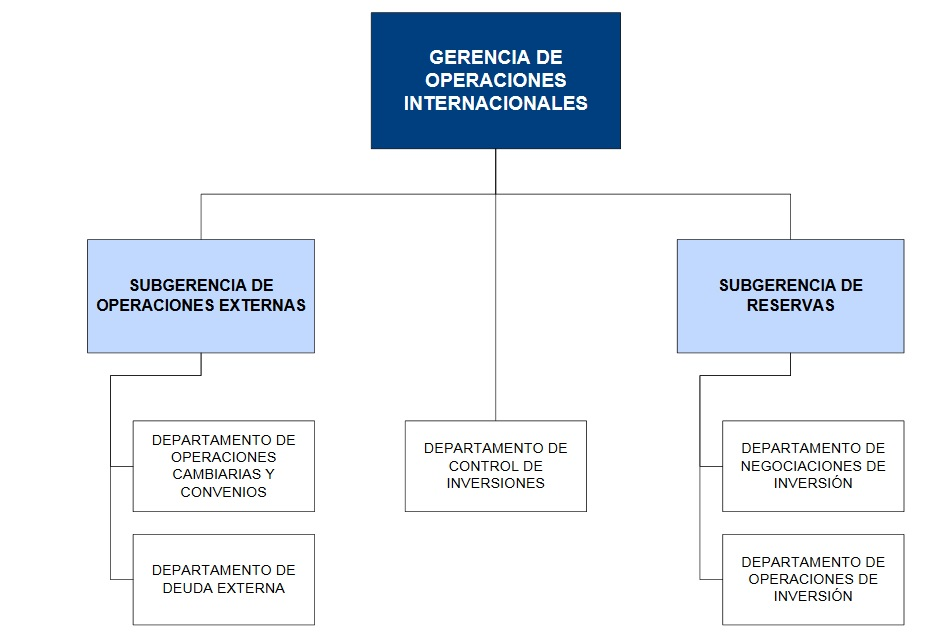 GERENCIA DE
OPERACIONES
INTERNACIONALES
SUBGERENCIA DE
OPERACIONES EXTERNAS
SUBGERENCIA DE
RESERVAS
DEPARTAMENTO DE
OPERACIONES
CAMBIARIAS Y
CONVENIOS
DEPARTAMENTO DE
CONTROL DE
INVERSIONES
DEPARTAMENTO DE
NEGOCIACIONES DE
INVERSIÓN
DEPARTAMENTO DE
DEUDA EXTERNA
DEPARTAMENTO DE
OPERACIONES DE
INVERSIÓN